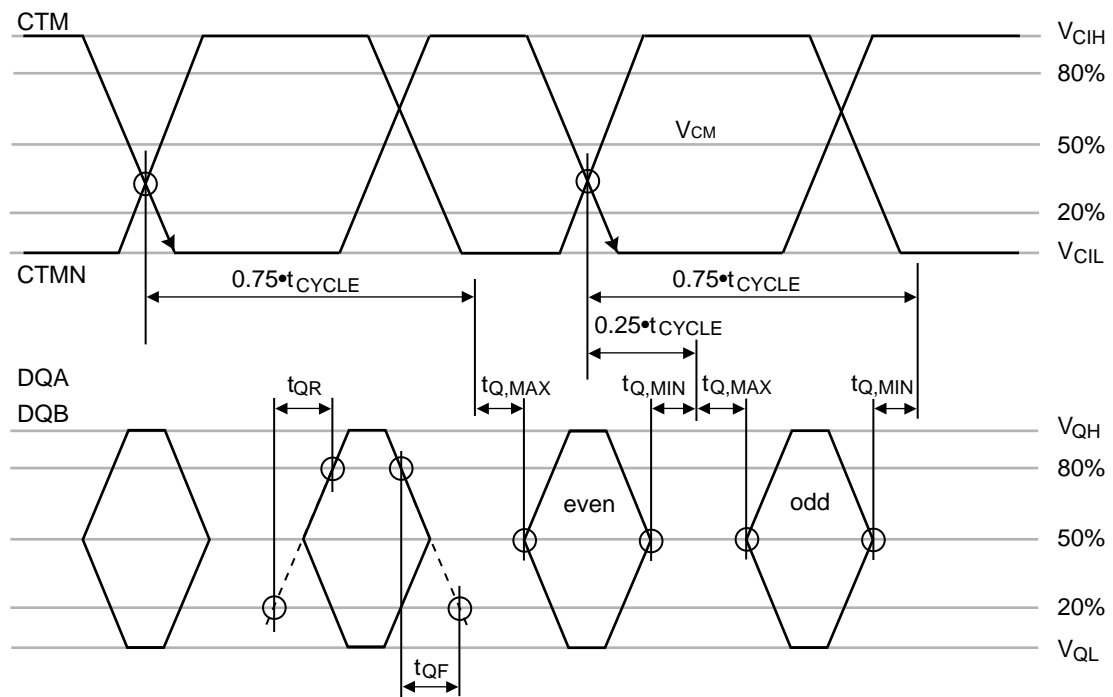 CTM
VCIH
80%
VCM
50%
20%
CTMN
VCIL
0.75•tCYCLE
0.75•tCYCLE
0.25•tCYCLE
DQA
tQR
tQ,MAX
tQ,MIN
tQ,MAX
tQ,MIN
DQB
VQH
80%
even
odd
50%
20%
VQL
tQF